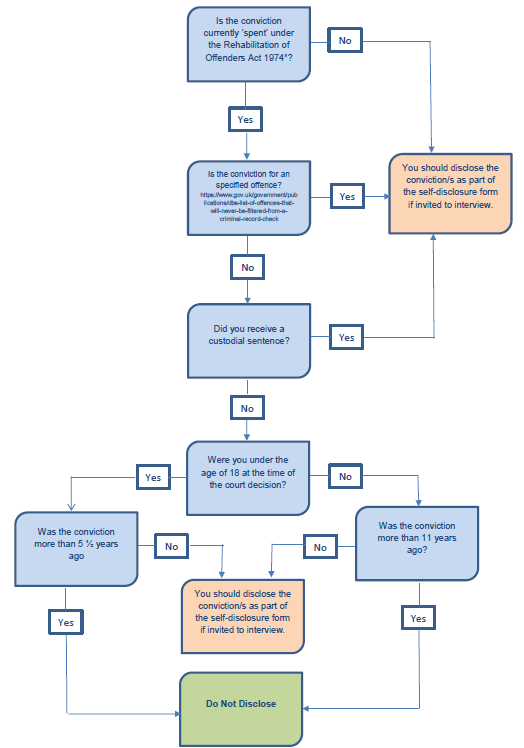 Is the conviction
currently 'spent' under
the Rehabilitation of
Offenders Act 1974*?
No
Yes
Is the conviction for an
specified offence?
https://www.gov.uk/government/pub
lications/dbs-list-of-offences-that-
will-never-be-filtered-from-a-
criminal-record-check
Yes
You should disclose the
conviction/s as part of
the self-disclosure form
if invited to interview.
No
Did you receive a
custodial sentence?
Yes
No
Were you under the
age of 18 at the time of
the court decision?
Yes
No
Was the conviction
more than 5 ½ years
ago
No
No
Was the conviction
more than 11 years
ago?
You should disclose the
conviction/s as part of
the self-disclosure form
if invited to interview.
Yes
Yes
Do Not Disclose